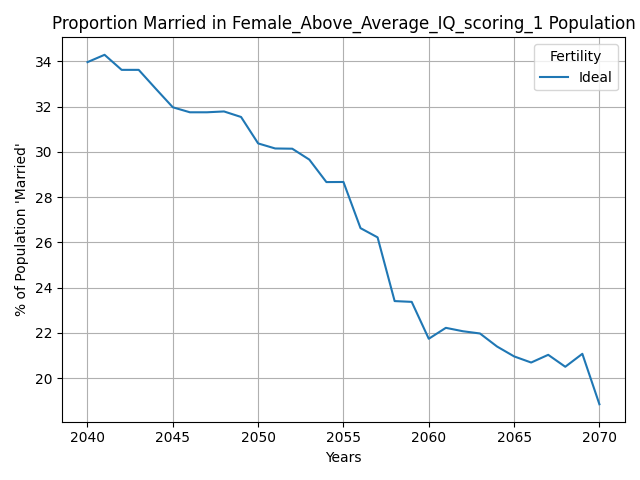 Proportion Married in Female_Above_Average_IQ_scoring_1 Population
Fertility
Ideal
% of Population 'Married'
34
32
30
28
26
24
22
20
2040 2045 2050 2055 2060 2065 2070
Years